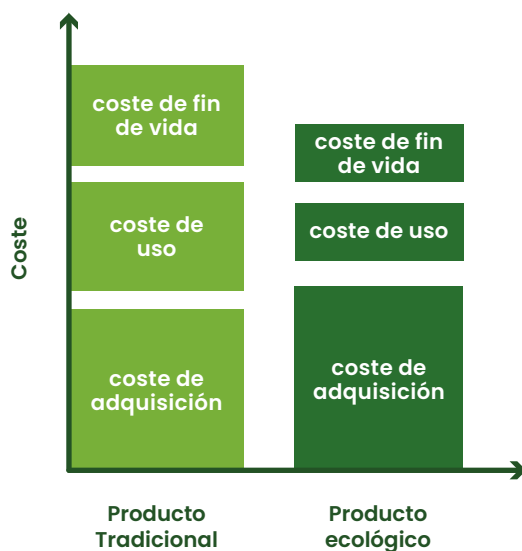 Coste
coste de fin
de vida
coste de
uso
coste de
adquisición
coste de fin
de vida
coste de uso
coste de
adquisición
Producto
Tradicional
Producto
ecológico